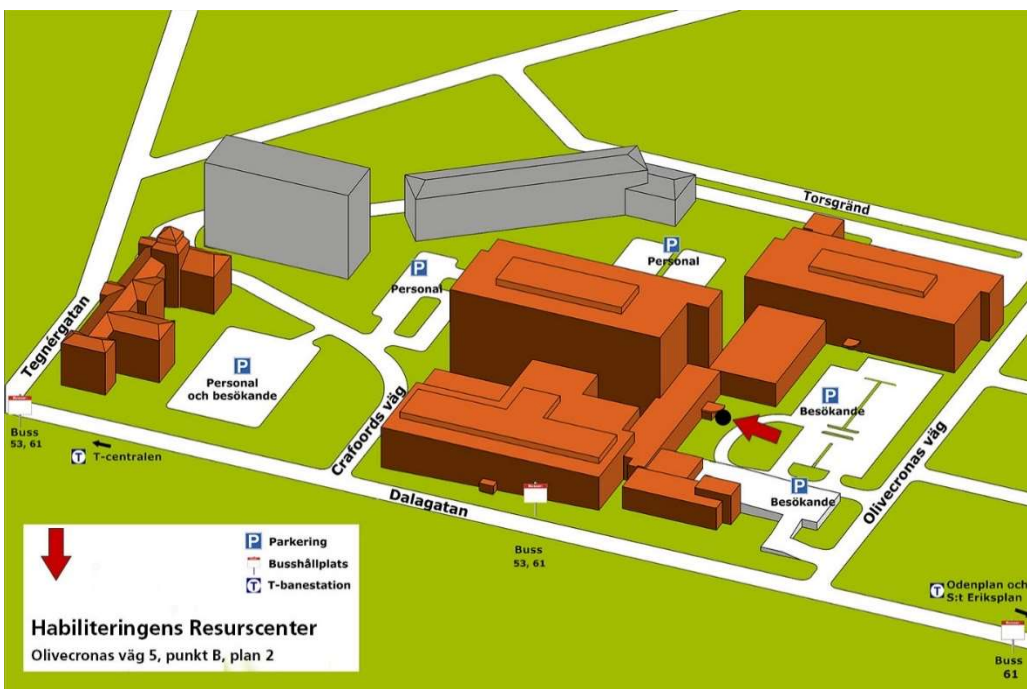 Torsgränd
Personal
Personal
Tegnérgatan
Personal
och besökande
Besökande
Crafoords väg
Besökande
Olivecronas väg
Buss
53, 61
T-centralen
Dalagatan
Buss
53, 61
Odenplan och
S:t Eriksplan
Buss
61
P Parkering
Busshållplats
T T-banestation
Habiliteringens Resurscenter
Olivecronas väg 5, punkt B, plan 2